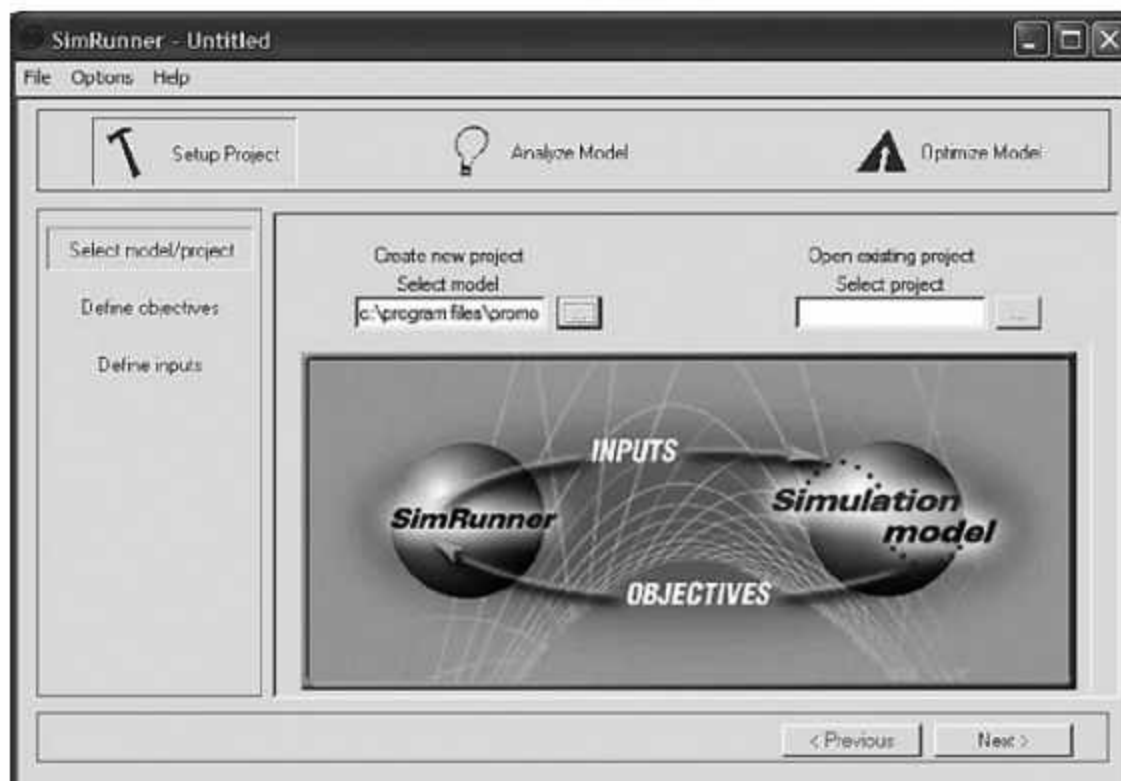 SimRunner - Untitled
File Options Help
Setup Project
Analyze Model
Optimize Model
Select model/project
Define objectives
Define inputs
Create new project
Select model
c:\program files\promo
...
Open existing project
Select project
...
INPUTS
SimRunner
Simulation
model
OBJECTIVES
< Previous
Next >